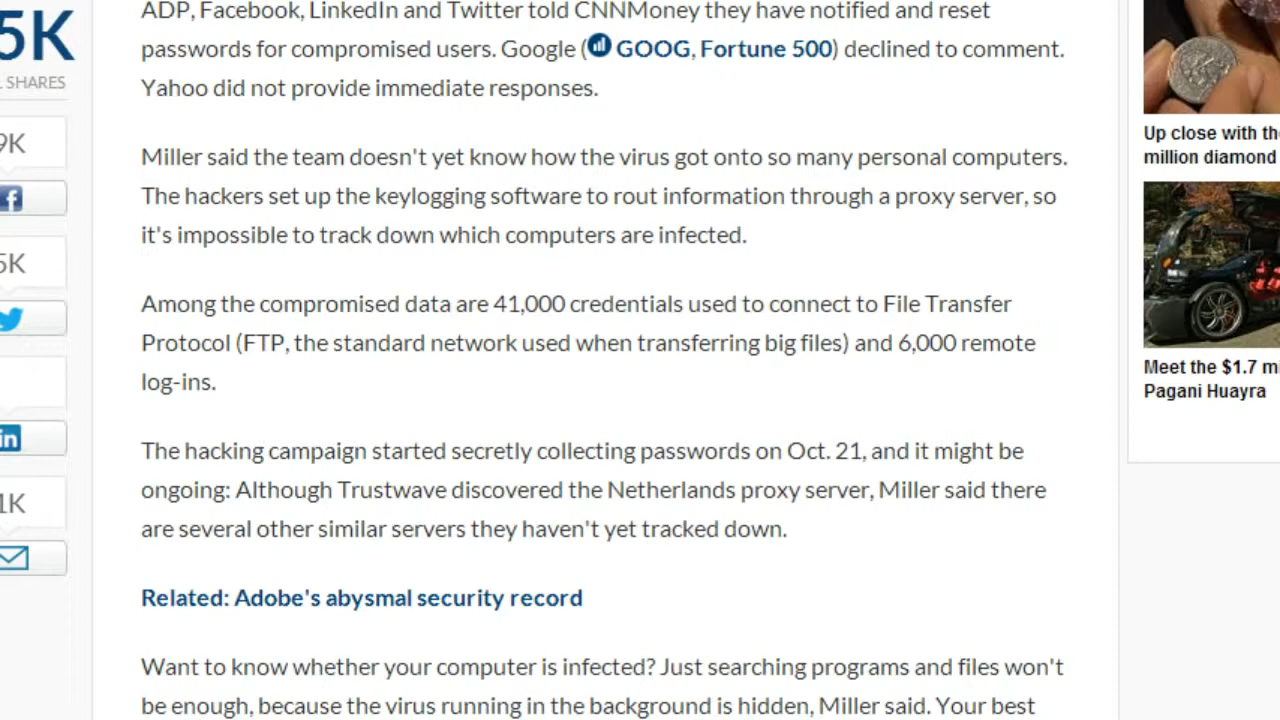 5K
SHARES
9K
5K
in
1K
ADP, Facebook, LinkedIn and Twitter told CNNMoney they have notified and reset
passwords for compromised users. Google ( GOOG, Fortune 500) declined to comment.
Yahoo did not provide immediate responses.
Miller said the team doesn't yet know how the virus got onto so many personal computers.
The hackers set up the keylogging software to rout information through a proxy server, so
it's impossible to track down which computers are infected.
Among the compromised data are 41,000 credentials used to connect to File Transfer
Protocol (FTP, the standard network used when transferring big files) and 6,000 remote
log-ins.
The hacking campaign started secretly collecting passwords on Oct. 21, and it might be
ongoing: Although Trustwave discovered the Netherlands proxy server, Miller said there
are several other similar servers they haven't yet tracked down.
Related: Adobe's abysmal security record
Want to know whether your computer is infected? Just searching programs and files won't
be enough, because the virus running in the background is hidden, Miller said. Your best
Up close with the
million diamond
Meet the $1.7 mi
Pagani Huayra